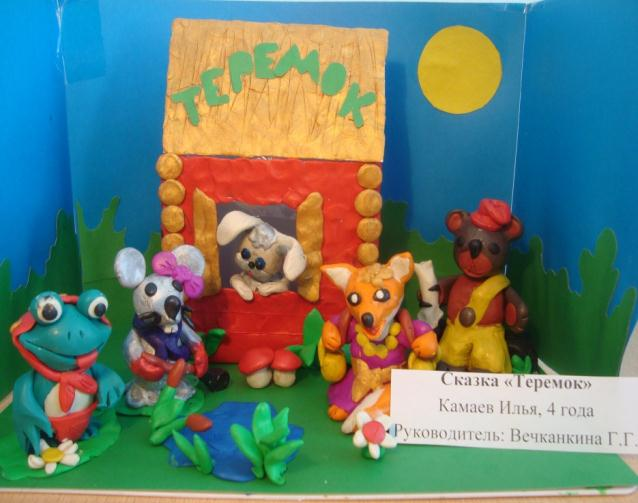 ТЕРЕМОК
Сказка «Теремок»
Камаев Илья, 4 года
Руководитель: Вечканкина Г.Г.